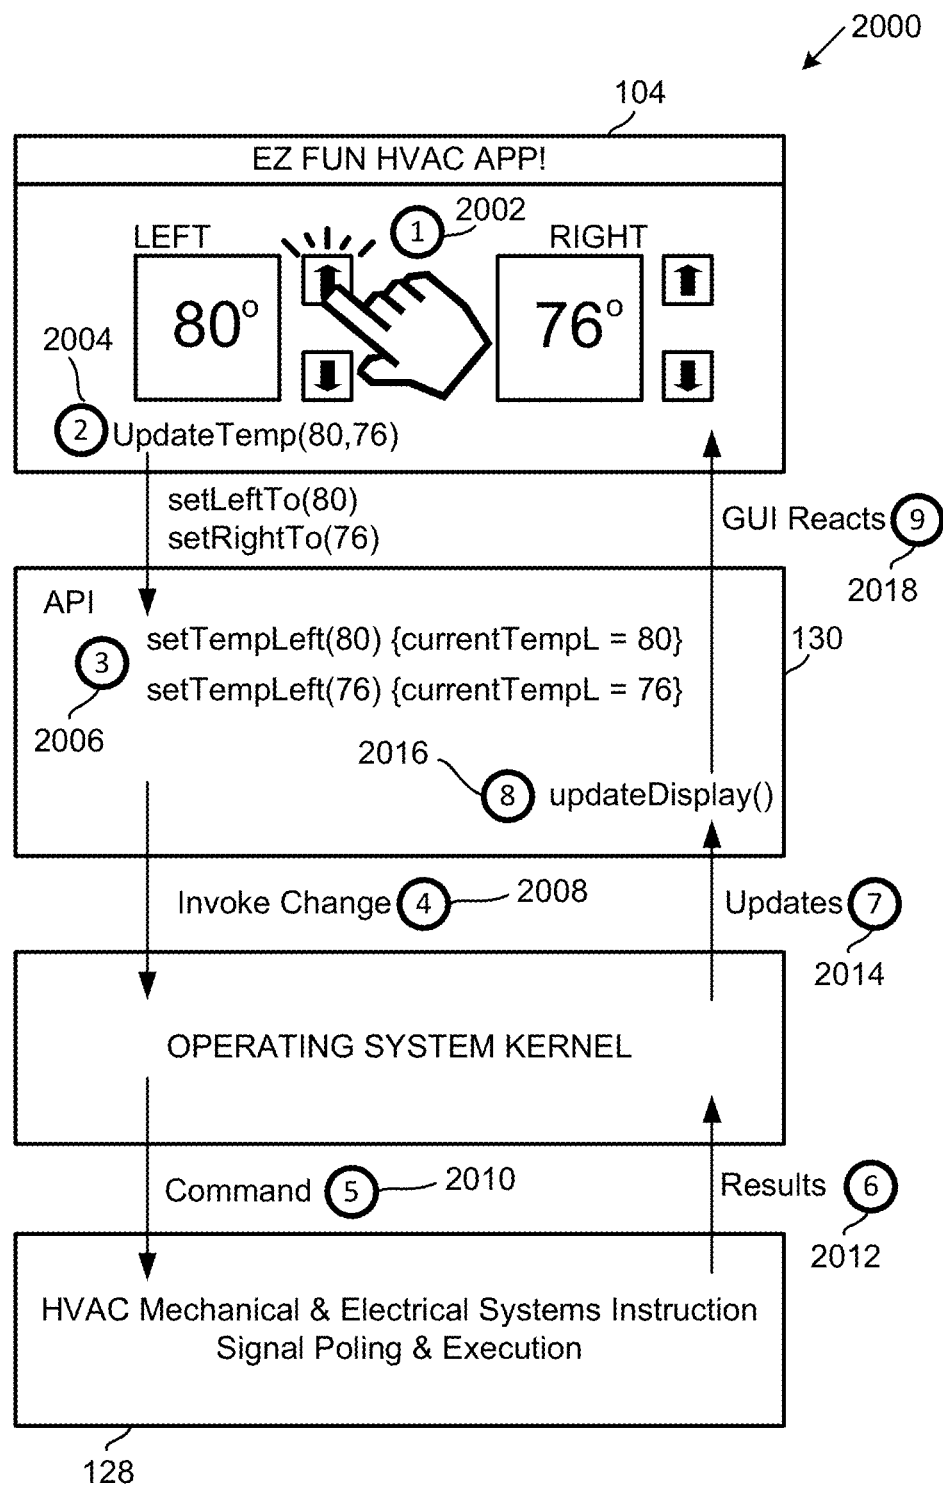 2000
104
EZ FUN HVAC APP!
1 2002
LEFT
RIGHT
80°
76°
2004
2 UpdateTemp(80,76)
setLeftTo(80)
setRightTo(76)
GUI Reacts 9
2018
API
130
3 setTempLeft(80) {currentTempL = 80}
setTempLeft(76) {currentTempL = 76}
2006
2016
8 updateDisplay()
Invoke Change 4 2008
Updates 7
2014
OPERATING SYSTEM KERNEL
Command 5 2010
Results 6
2012
HVAC Mechanical & Electrical Systems Instruction
Signal Poling & Execution
128